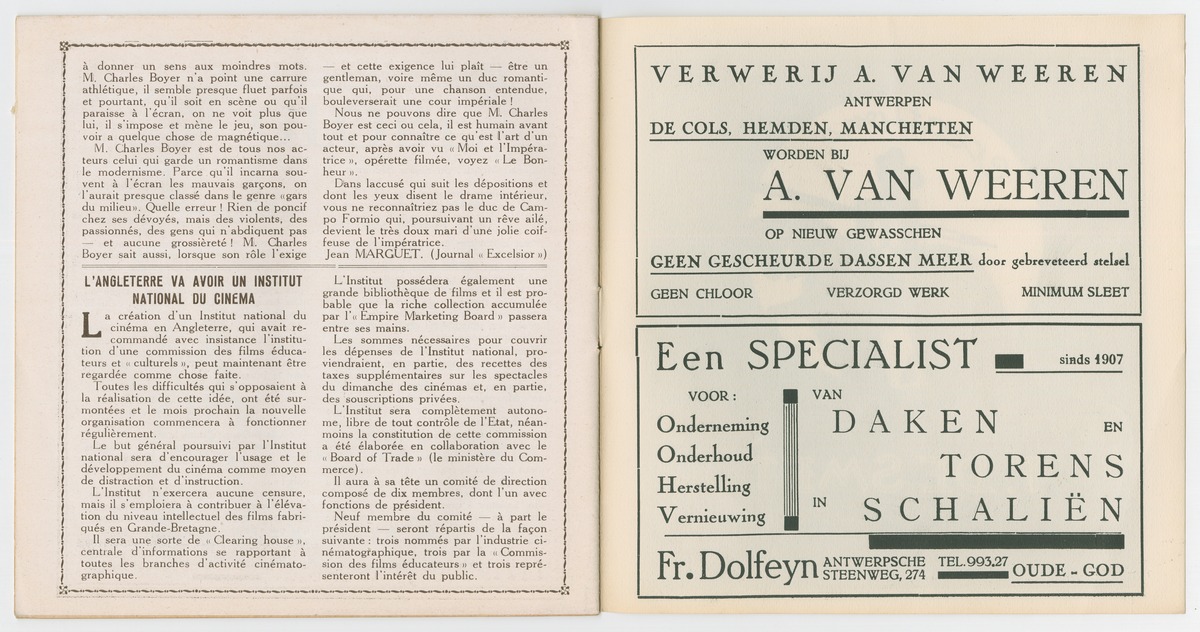 à donner un sens aux moindres mots.
M. Charles Boyer n'a point une carrure
athlétique, il semble presque fluet parfois
et pourtant, qu'il soit en scène ou qu'il
paraisse à l'écran, on ne voit plus que
lui, il s'impose et mène le jeu, son pou-
voir a quelque chose de magnétique...
M. Charles Boyer est de tous nos ac-
teurs celui qui garde un romantisme dans
le modernisme. Parce qu'il incarna sou-
vent à l'écran les mauvais garçons, on
l'aurait presque classé dans le genre «gars
du milieu». Quelle erreur ! Rien de poncif
chez ses dévoyés, mais des violents, des
passionnés, des gens qui n'abdiquent pas
— et aucune grossièreté ! M. Charles
Boyer sait aussi, lorsque son rôle l'exige
— et cette exigence lui plaît — être un
gentleman, voire même un duc romanti-
que qui, pour une chanson entendue,
bouleverserait une cour impériale !
Nous ne pouvons dire que M. Charles
Boyer est ceci ou cela, il est humain avant
tout et pour connaître ce qu'est l'art d'un
acteur, après avoir vu « Moi et l'Impéra-
trice », opérette filmée, voyez « Le Bon-
heur ».
Dans laccusé qui suit les dépositions et
dont les yeux disent le drame intérieur,
vous ne reconnaîtriez pas le duc de Cam-
po Formio qui, poursuivant un rêve ailé,
devient le très doux mari d'une jolie coif-
feuse de l'impératrice.
Jean MARGUET. (Journal « Excelsior »)
L'ANGLETERRE VA AVOIR UN INSTITUT
NATIONAL DU CINEMA
La création d'un Institut national du
cinéma en Angleterre, qui avait re-
commandé avec insistance l'institu-
tion d'une commission des films éduca-
teurs et « culturels », peut maintenant être
regardée comme chose faite.
Toutes les difficultés qui s'opposaient à
la réalisation de cette idée, ont été sur-
montées et le mois prochain la nouvelle
organisation commencera à fonctionner
régulièrement.
Le but général poursuivi par l'Institut
national sera d'encourager l'usage et le
développement du cinéma comme moyen
de distraction et d'instruction.
L'Institut n'exercera aucune censure,
mais il s'emploiera à contribuer à l'éléva-
tion du niveau intellectuel des films fabri-
qués en Grande-Bretagne.
Il sera une sorte de « Clearing house »,
centrale d'informations se rapportant à
toutes les branches d'activité cinémato-
graphique.
L'Institut possédera également une
grande bibliothèque de films et il est pro-
bable que la riche collection accumulée
par l'« Empire Marketing Board » passera
entre ses mains.
Les sommes nécessaires pour couvrir
les dépenses de l'Institut national, pro-
viendraient, en partie, des recettes des
taxes supplémentaires sur les spectacles
du dimanche des cinémas et, en partie,
des souscriptions privées.
L'Institut sera complètement autono-
me, libre de tout contrôle de l'Etat, néan-
moins la constitution de cette commission
a été élaborée en collaboration avec le
« Board of Trade » (le ministère du Com-
merce).
Il aura à sa tête un comité de direction
composé de dix membres, dont l'un avec
fonctions de président.
Neuf membre du comité — à part le
président — seront répartis de la façon
suivante : trois nommés par l'industrie ci-
nématographique, trois par la « Commis-
sion des films éducateurs » et trois repré-
senteront l'intérêt du public.
VERWERIJ A. VAN WEEREN
ANTWERPEN
DE COLS, HEMDEN, MANCHETTEN
WORDEN BIJ
A. VAN WEEREN
OP NIEUW GEWASSCHEN
GEEN GESCHEURDE DASSEN MEER door gebreveteerd stelsel
GEEN CHLOOR VERZORGD WERK MINIMUM SLEET
Een SPECIALIST sinds 1907
VOOR :
Onderneming
Onderhoud
Herstelling
Vernieuwing
VAN
DAKEN
EN
TORENS
IN SCHALIËN
Fr. Dolfeyn ANTWERPSCHE
STEENWEG, 274
TEL. 993,27
OUDE - GOD